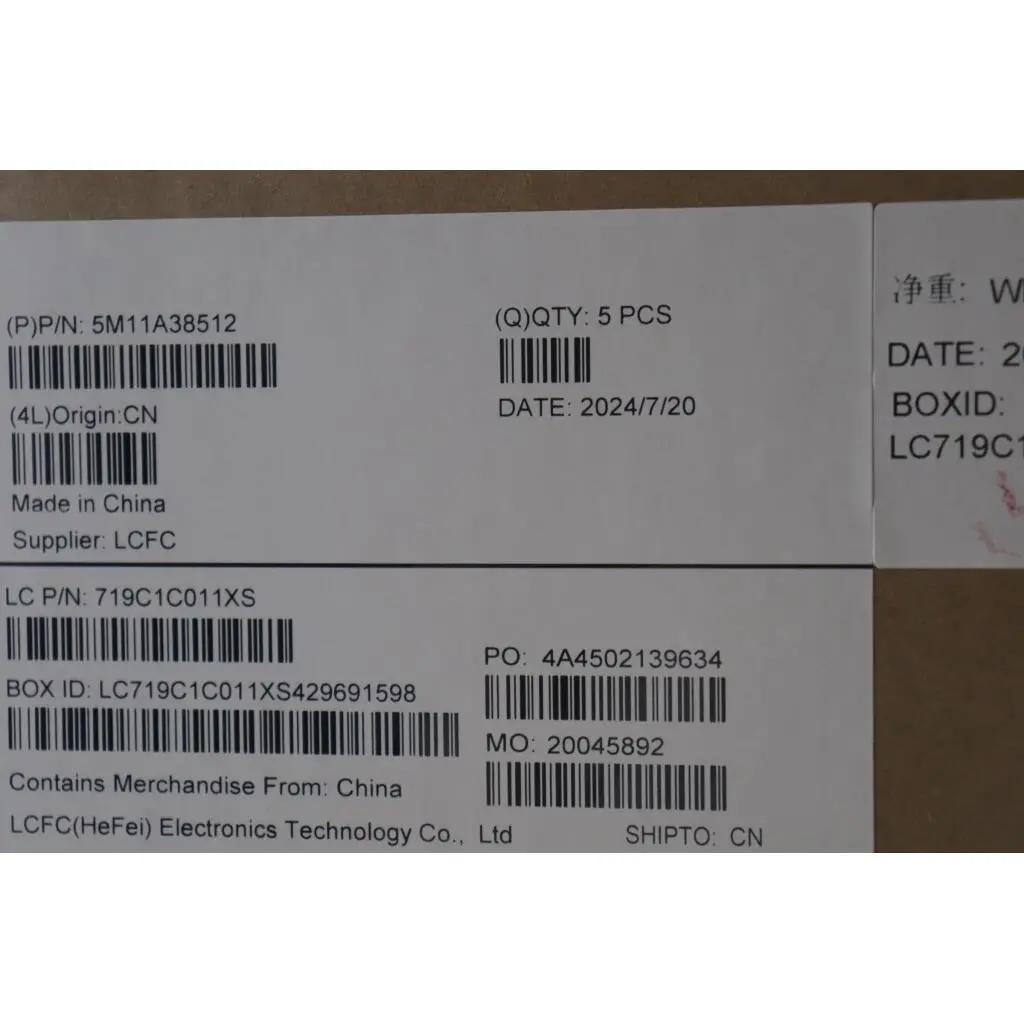 (P)P/N: 5M11A38512
(Q)QTY: 5 PCS
(4L)Origin:CN
DATE: 2024/7/20
Made in China
Supplier: LCFC
LC P/N: 719C1C011XS
PO: 4A4502139634
BOX ID: LC719C1C011XS429691598
MO: 20045892
Contains Merchandise From: China
LCFC(HeFei) Electronics Technology Co., Ltd
SHIPTO: CN
净重:
DATE: 2
BOXID:
LC719C1